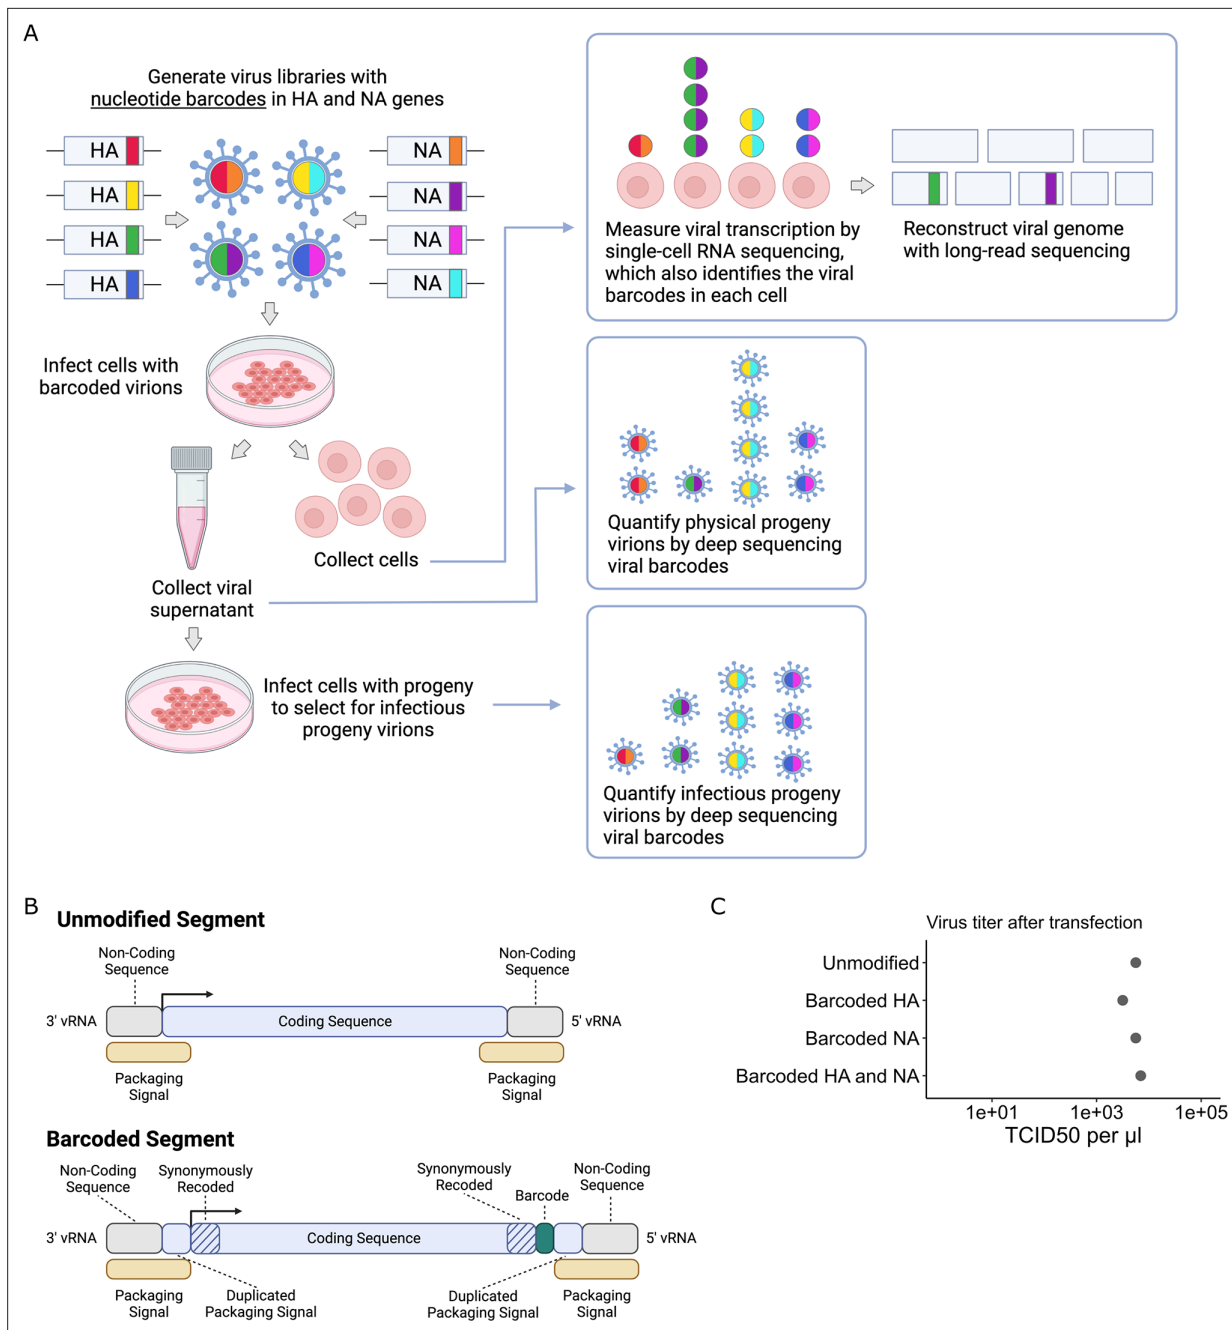 A
Generate virus libraries with
nucleotide barcodes in HA and NA genes
HA
HA
HA
HA
NA
NA
NA
NA
Infect cells with
barcoded virions
Collect cells
Collect viral
supernatant
Infect cells with progeny
to select for infectious
progeny virions
Measure viral transcription by
single-cell RNA sequencing,
which also identifies the viral
barcodes in each cell
Reconstruct viral genome
with long-read sequencing
Quantify physical progeny
virions by deep sequencing
viral barcodes
Quantify infectious progeny
virions by deep sequencing
viral barcodes
B
Unmodified Segment
Non-Coding
Sequence
Non-Coding
Sequence
3' vRNA
Coding Sequence
5' vRNA
Packaging
Signal
Packaging
Signal
Barcoded Segment
Non-Coding
Sequence
Synonymously
Recoded
Synonymously
Recoded
Barcode
Non-Coding
Sequence
3' vRNA
Coding Sequence
5' vRNA
Packaging
Signal
Duplicated
Packaging Signal
Duplicated
Packaging Signal
Packaging
Signal
C
Virus titer after transfection
Unmodified
Barcoded HA
Barcoded NA
Barcoded HA and NA
1e+01 1e+03 1e+05
TCID50 per µl